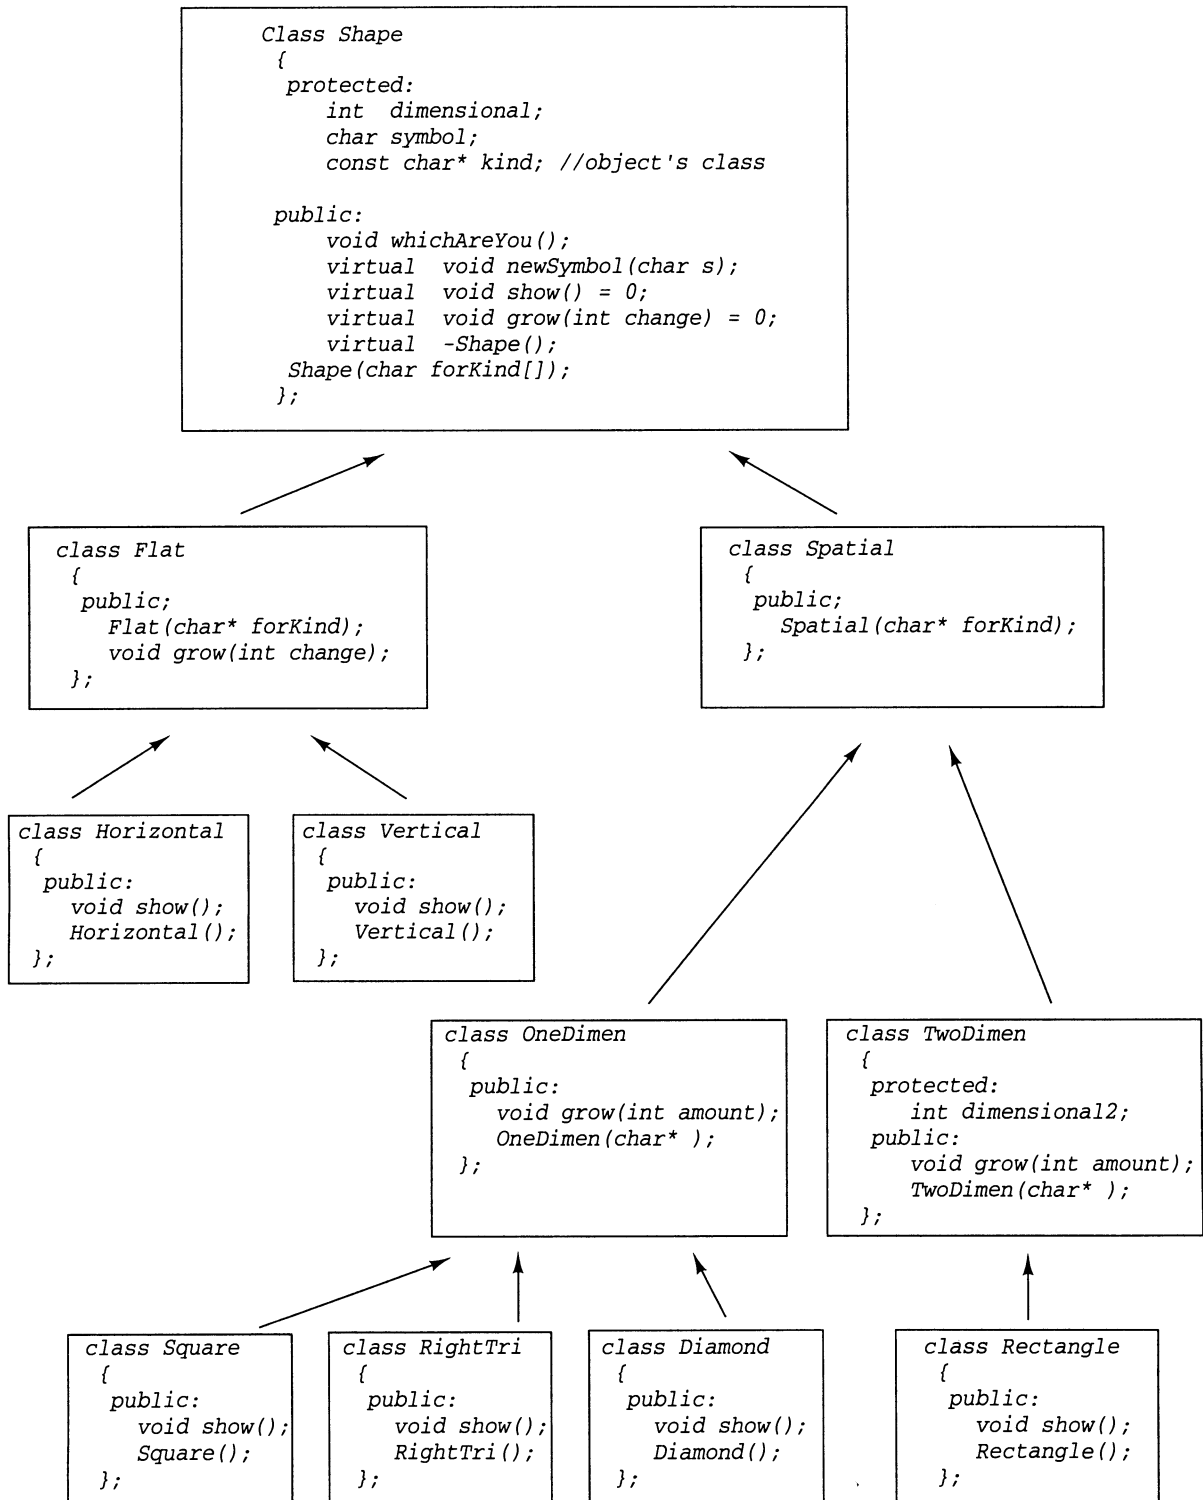 Class Shape
{
protected:
int dimensional;
char symbol;
const char* kind; //object's class
public:
void whichAreYou();
virtual void newSymbol(char s);
virtual void show() = 0;
virtual void grow(int change) = 0;
virtual -Shape();
Shape(char forKind[]);
};
class Flat
{
public;
Flat(char* forKind);
void grow(int change);
};
class Spatial
{
public;
Spatial(char* forKind);
};
class Horizontal
{
public:
void show();
Horizontal();
};
class Vertical
{
public:
void show();
Vertical();
};
class OneDimen
{
public:
void grow(int amount);
OneDimen(char* );
};
class TwoDimen
{
protected:
int dimensional2;
public:
void grow(int amount);
TwoDimen(char* );
};
class Square
{
public:
void show();
Square();
};
class RightTri
{
public:
void show();
RightTri();
};
class Diamond
{
public:
void show();
Diamond();
};
class Rectangle
{
public:
void show();
Rectangle();
};